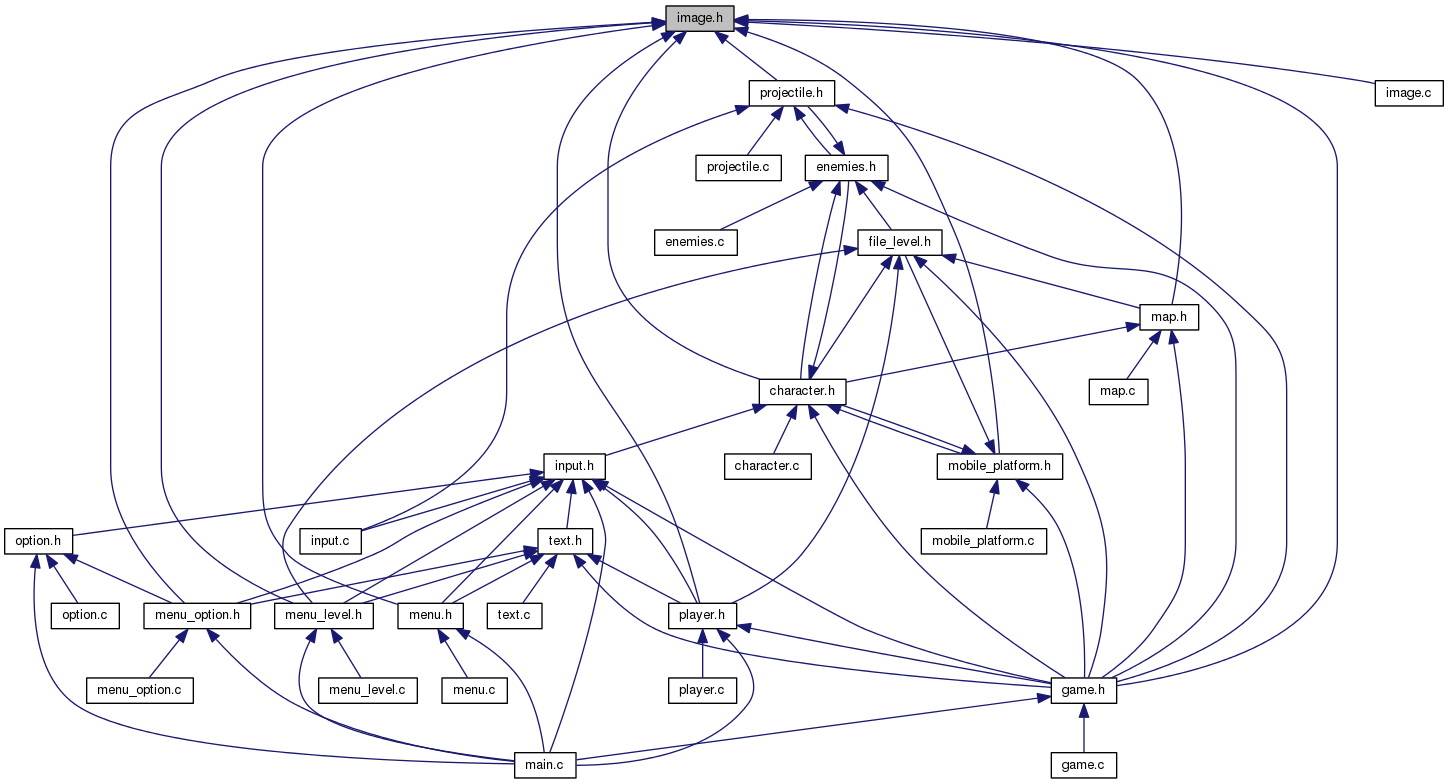 image.h
projectile.h
image.c
projectile.c
enemies.h
enemies.c
file_level.h
map.h
character.h
map.c
input.h
character.c
mobile_platform.h
option.h
input.c
text.h
mobile_platform.c
option.c
menu_option.h
menu_level.h
menu.h
text.c
player.h
menu_option.c
menu_level.c
menu.c
player.c
game.h
main.c
game.c